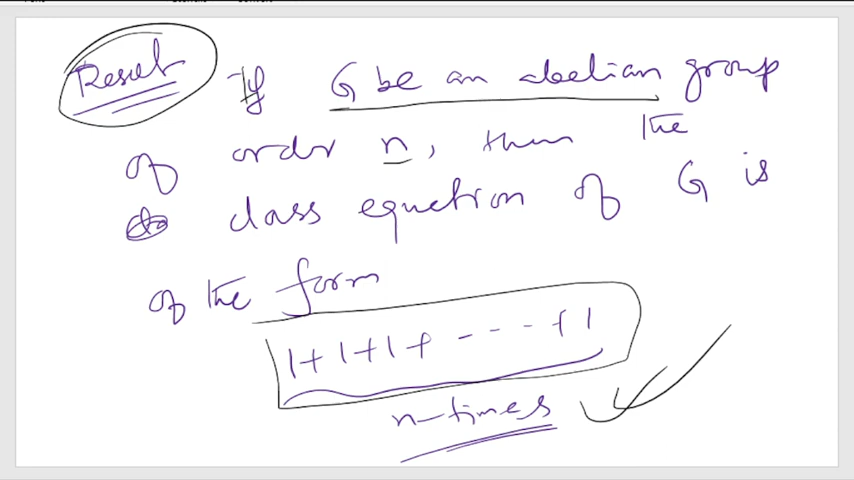 Result If G be an abelian group
of order n, then the
class equation of G is
of the form
1+1+1+ ---- +1
n-times